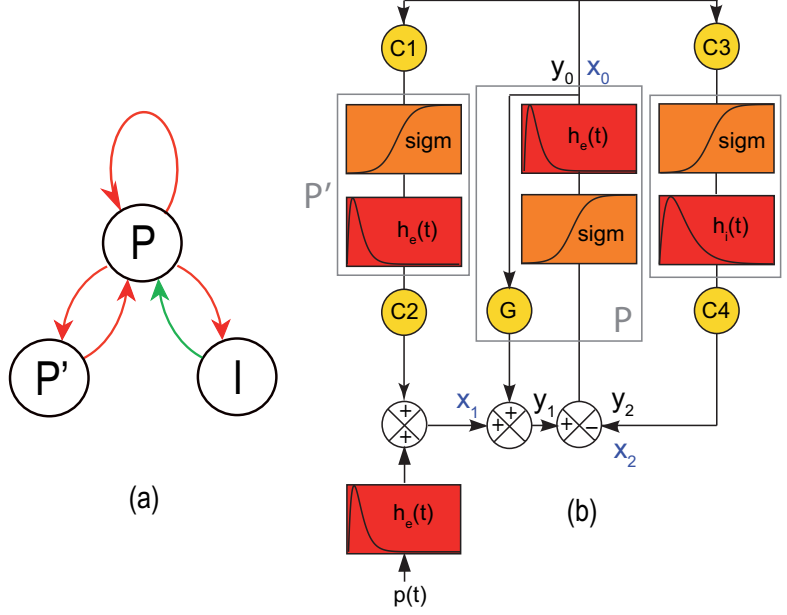 P
P'
I
(a)
C1
C3
y₀ x₀
sigm
hₑ(t)
sigm
P'
hₑ(t)
sigm
hᵢ(t)
C2
G
P
C4
+
+
x₁
+
+
y₁
+
−
y₂
x₂
hₑ(t)
(b)
p(t)